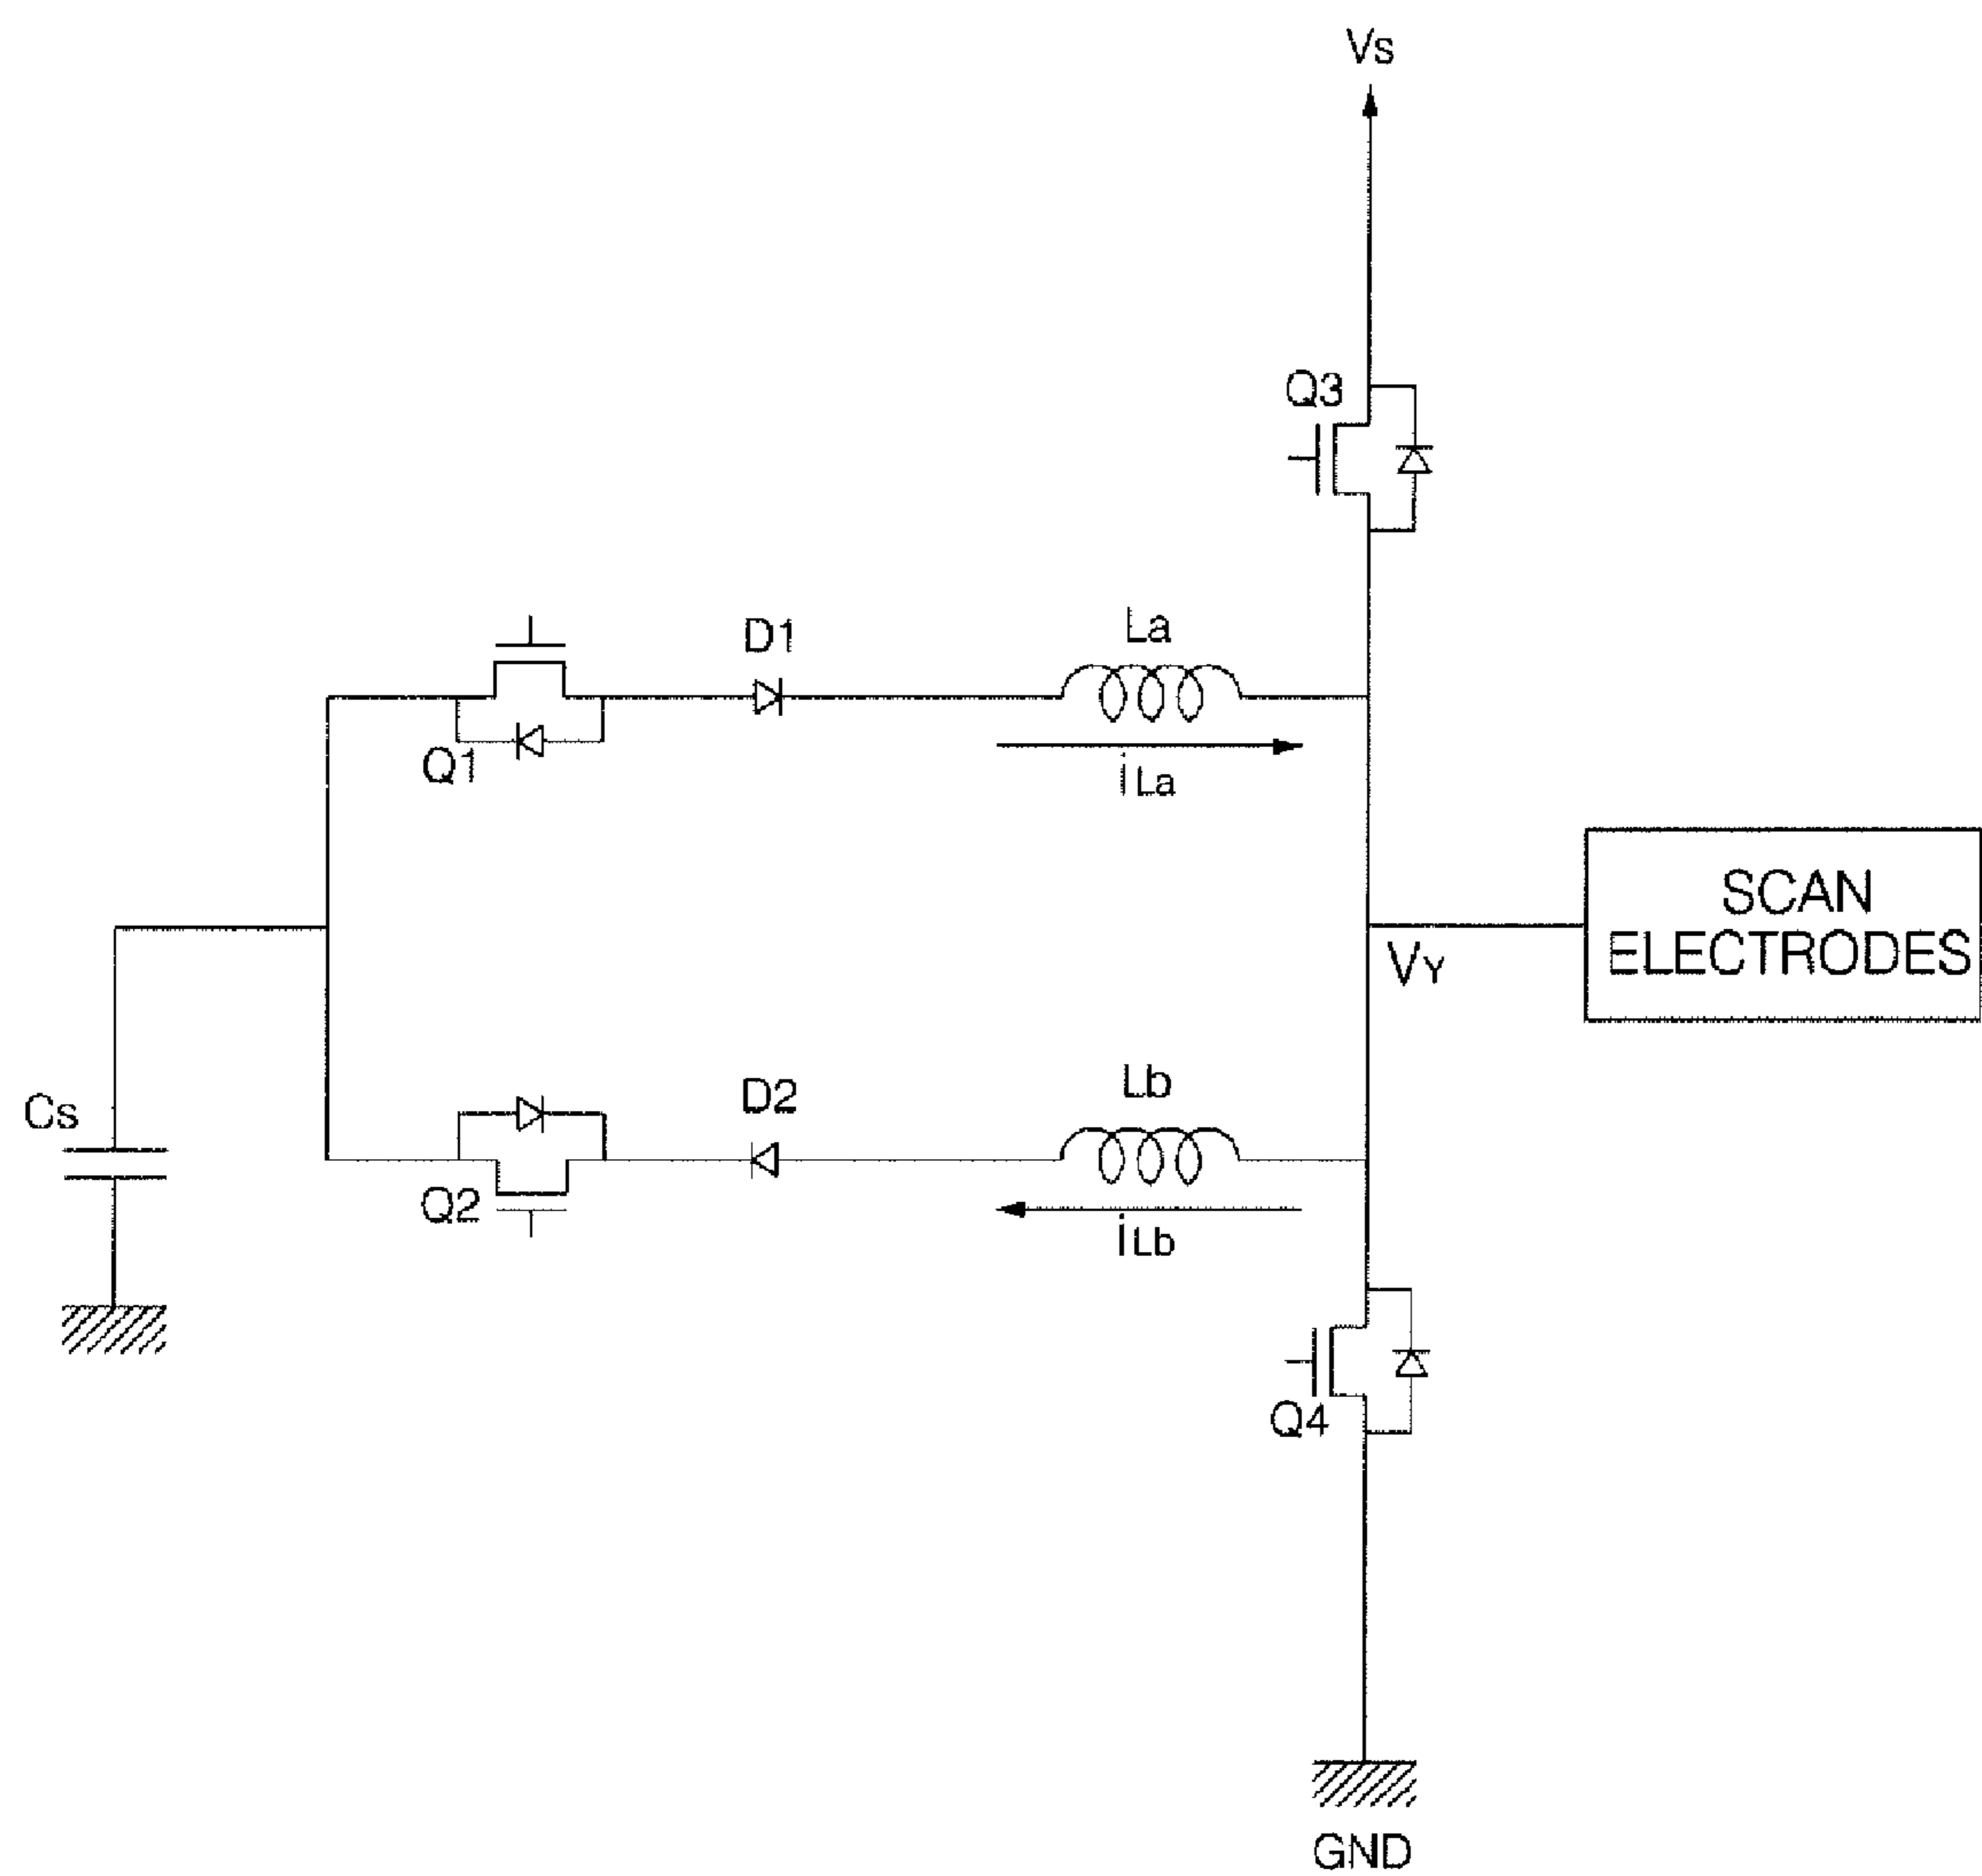 Vs
Q3
D1
La
Q1
iLa
SCAN
ELECTRODES
VY
Cs
D2
Lb
Q2
iLb
Q4
GND